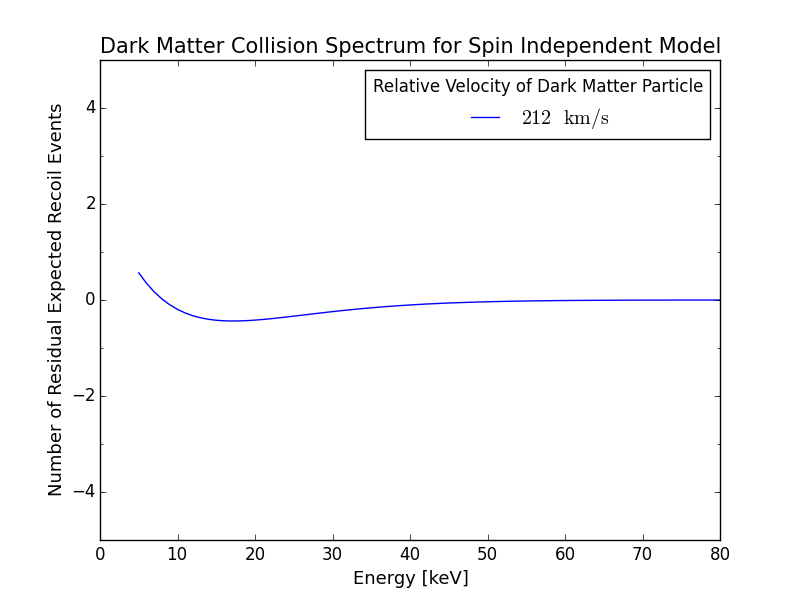 Dark Matter Collision Spectrum for Spin Independent Model
Relative Velocity of Dark Matter Particle
212 km/s
Number of Residual Expected Recoil Events
4
2
0
−2
−4
0 10 20 30 40 50 60 70 80
Energy [keV]